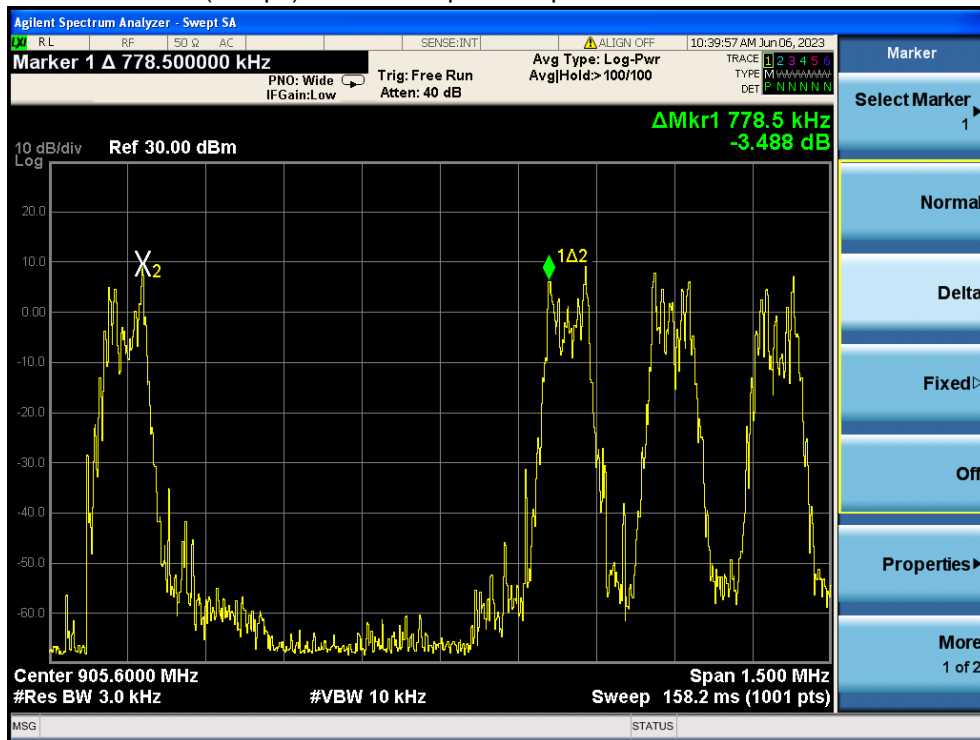 Agilent Spectrum Analyzer - Swept SA
LXI RL RF 50 Ω AC SENSE:INT ALIGN OFF 10:39:57 AM Jun 06, 2023
Marker 1 Δ 778.500000 kHz
PNO: Wide
IFGain:Low
Trig: Free Run
Atten: 40 dB
Avg Type: Log-Pwr
Avg|Hold:>100/100
TRACE 1 2 3 4 5 6
TYPE M
DET P N N N N N
ΔMkr1 778.5 kHz
-3.488 dB
10 dB/div Ref 30.00 dBm
Log
20.0
10.0
0.00
-10.0
-20.0
-30.0
-40.0
-50.0
-60.0
2
1Δ2
Center 905.6000 MHz Span 1.500 MHz
#Res BW 3.0 kHz #VBW 10 kHz Sweep 158.2 ms (1001 pts)
MSG STATUS
Marker
Select Marker
1
Normal
Delta
Fixed
Off
Properties
More
1 of 2